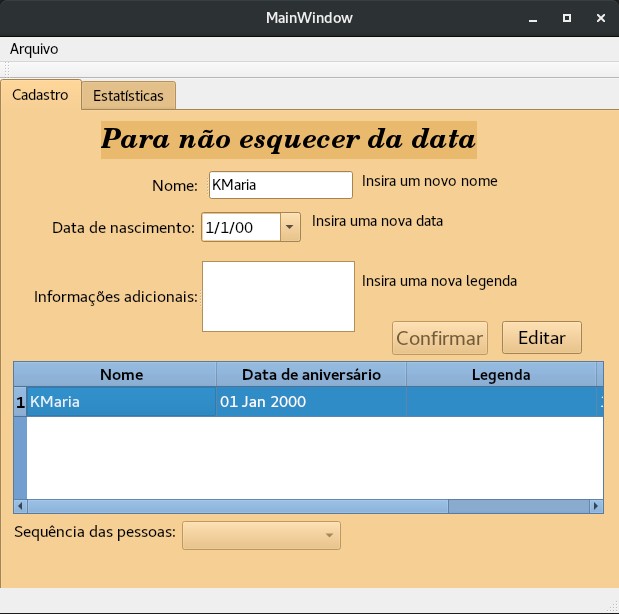 MainWindow
Arquivo
Cadastro Estatísticas
Para não esquecer da data
Nome: KMaria Insira um novo nome
Data de nascimento: 1/1/00 Insira uma nova data
Informações adicionais: Insira uma nova legenda
Confirmar Editar
Nome Data de aniversário Legenda
1 KMaria 01 Jan 2000
Sequência das pessoas: